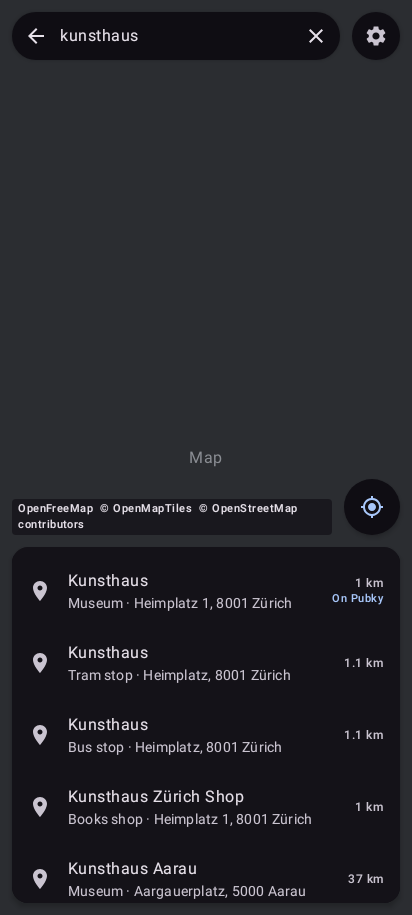 kunsthaus
Map
OpenFreeMap © OpenMapTiles © OpenStreetMap
contributors
Kunsthaus
1 km
Museum · Heimplatz 1, 8001 Zürich
On Pubky
Kunsthaus
Tram stop · Heimplatz, 8001 Zürich
1.1 km
Kunsthaus
Bus stop · Heimplatz, 8001 Zürich
1.1 km
Kunsthaus Zürich Shop
Books shop · Heimplatz 1, 8001 Zürich
1 km
Kunsthaus Aarau
Museum · Aargauerplatz, 5000 Aarau
37 km